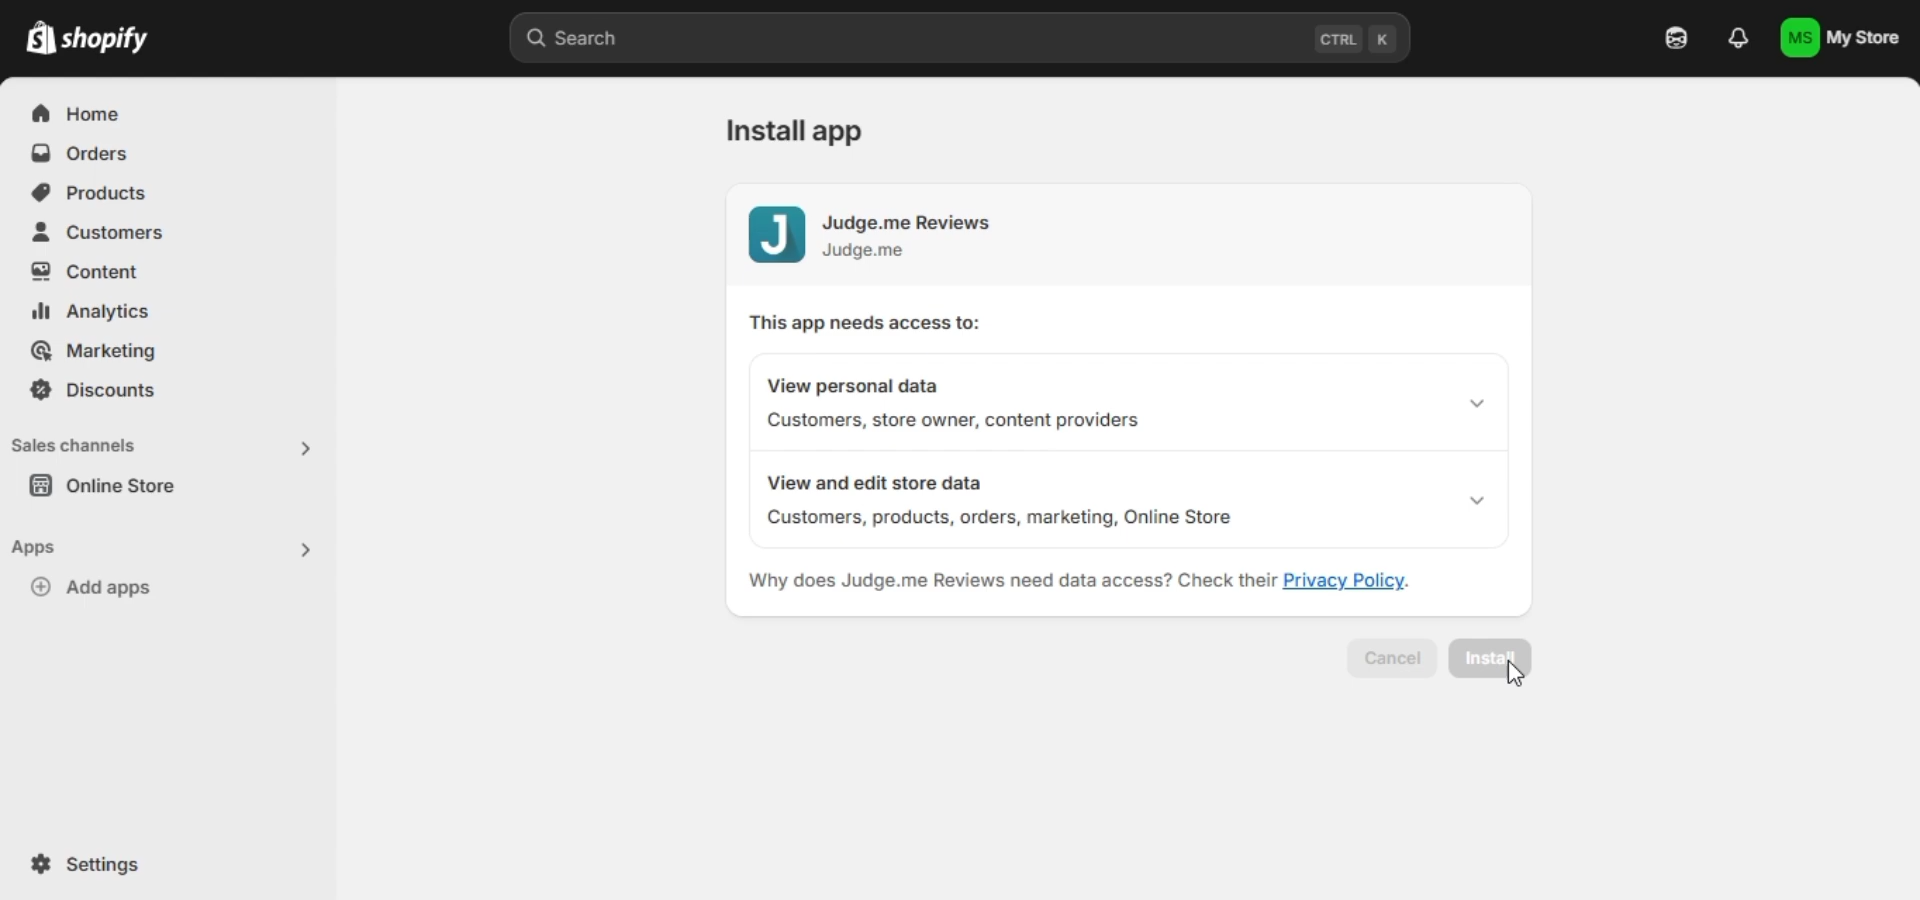 shopify
Search
CTRL K
MS My Store
Home
Orders
Products
Customers
Content
Analytics
Marketing
Discounts
Sales channels
Online Store
Apps
Add apps
Settings
Install app
J
Judge.me Reviews
Judge.me
This app needs access to:
View personal data
Customers, store owner, content providers
View and edit store data
Customers, products, orders, marketing, Online Store
Why does Judge.me Reviews need data access? Check their Privacy Policy.
Cancel Install